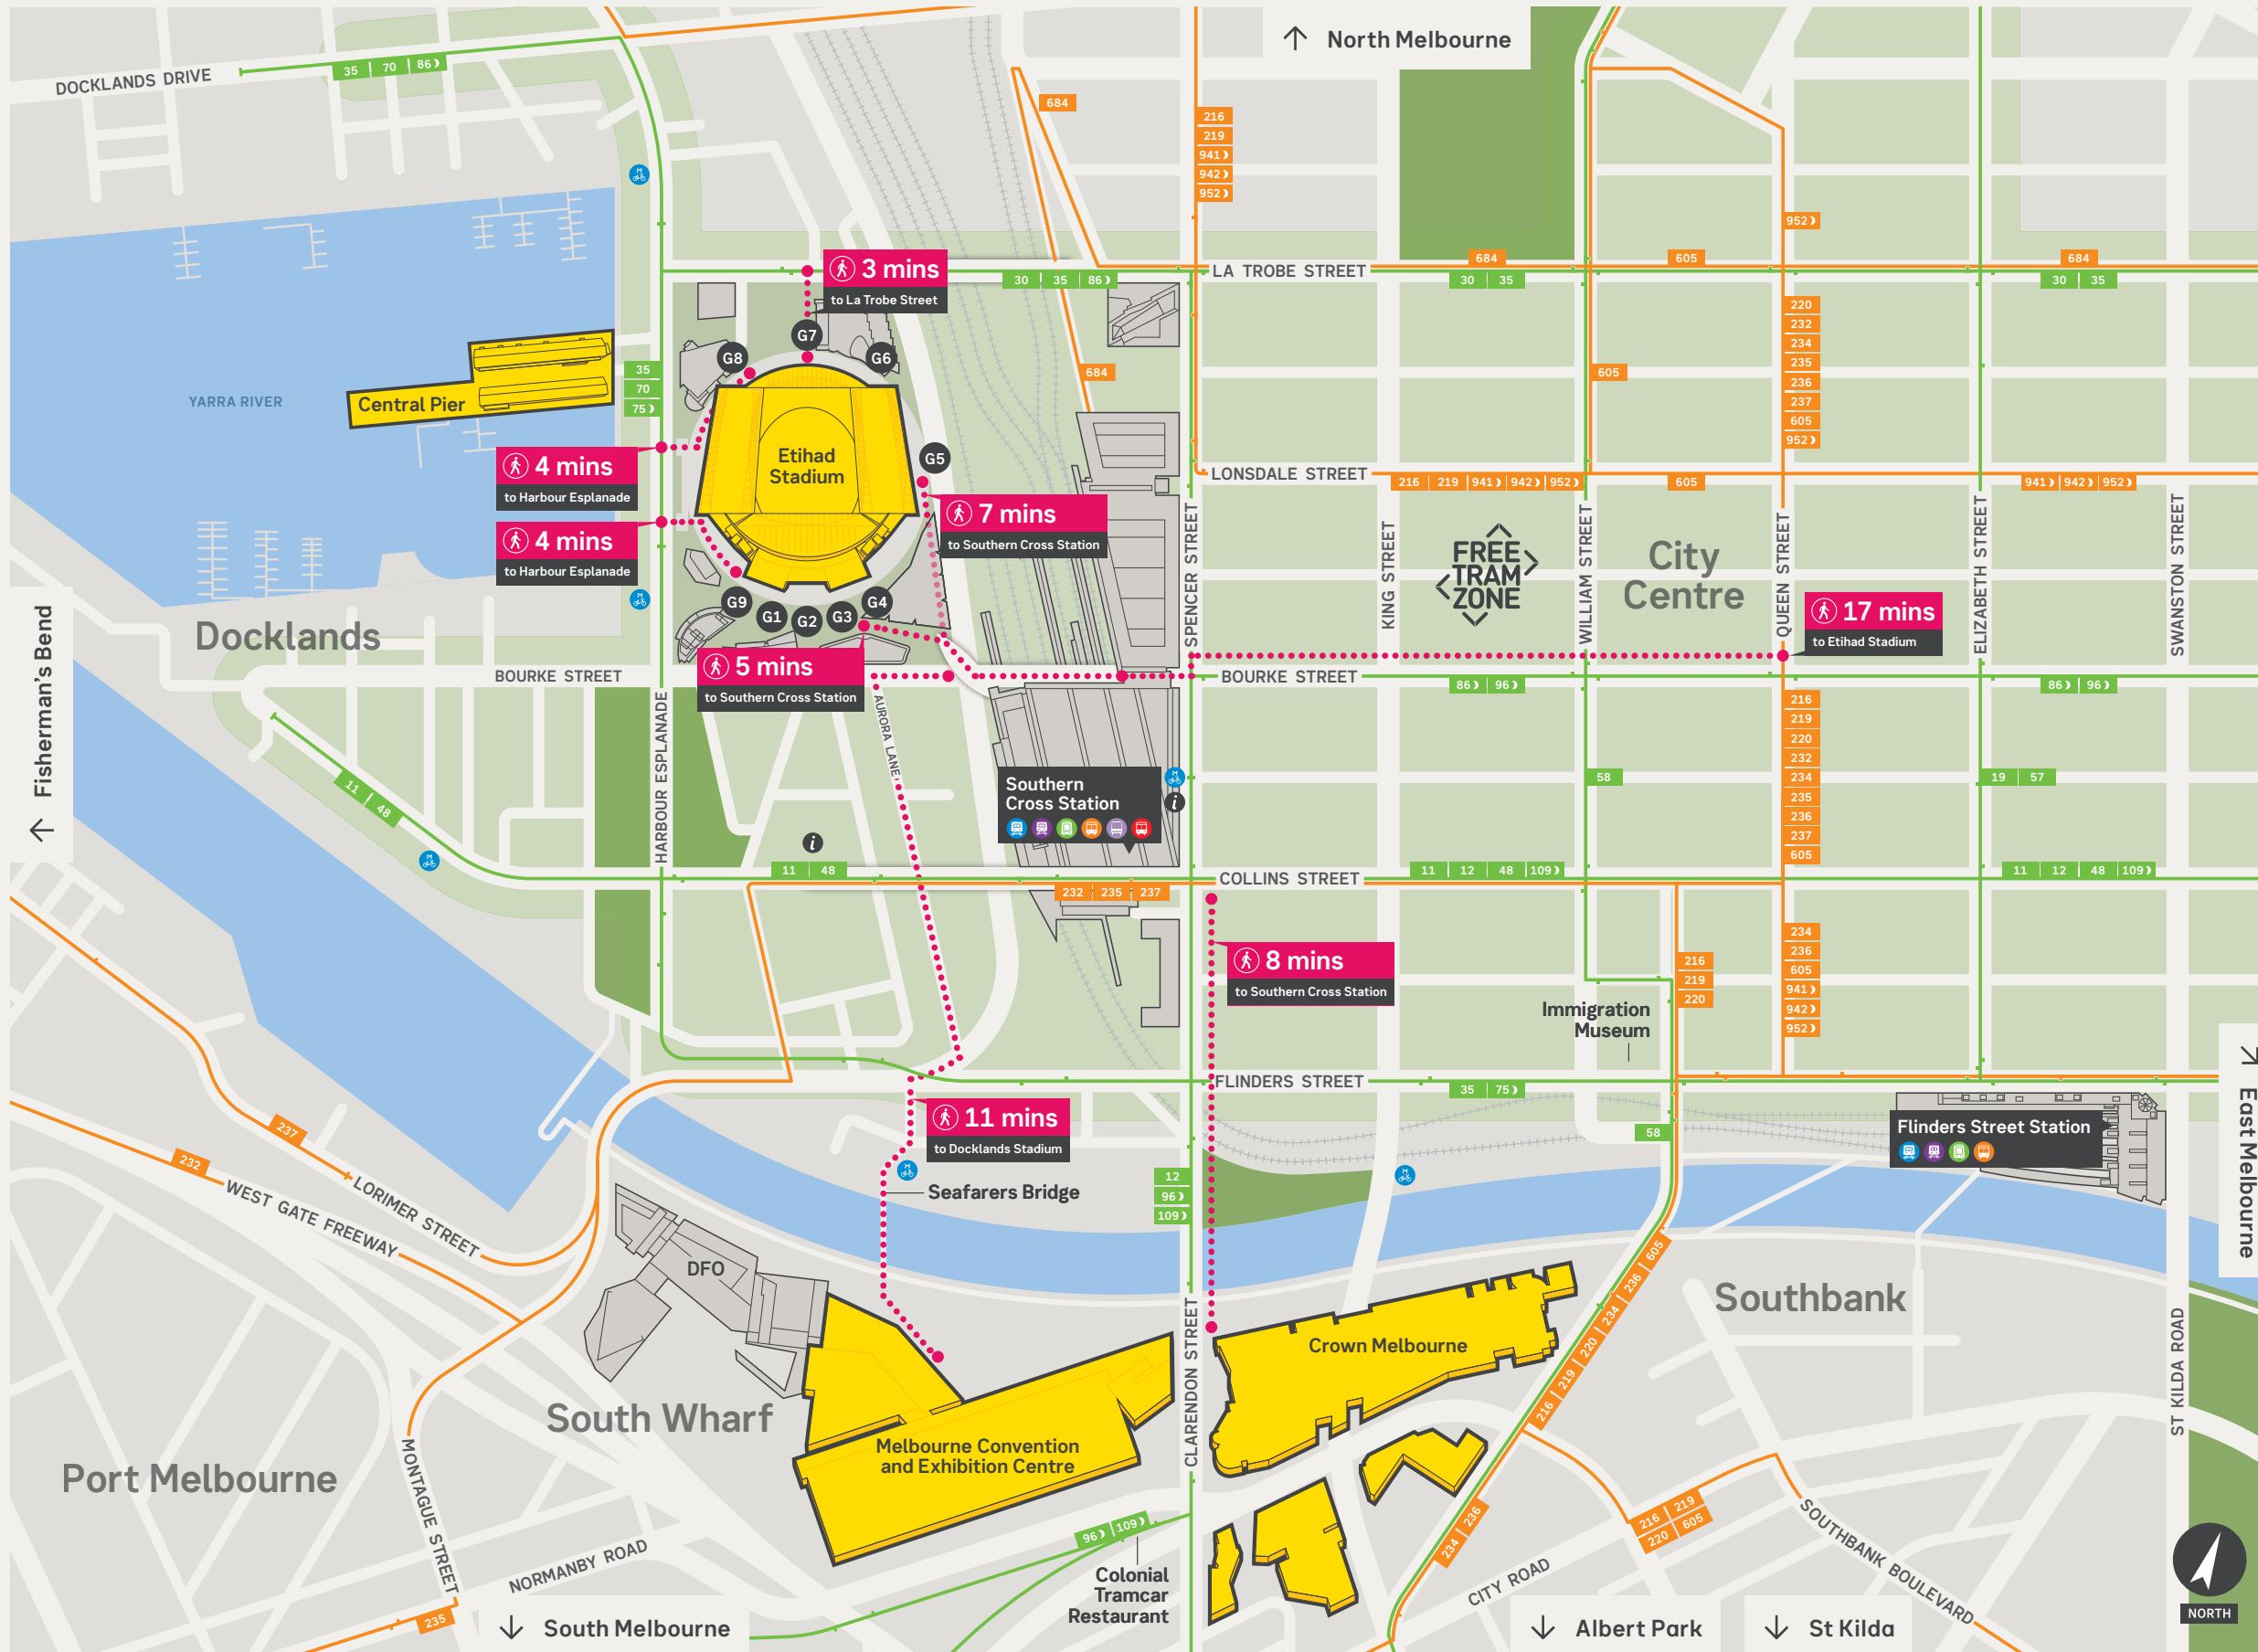 North Melbourne
DOCKLANDS DRIVE
35 70 86
684
216
219
941
942
952
952
3 mins
to La Trobe Street
LA TROBE STREET
684
605
684
30 35 86
30 35
30 35
220
232
234
235
236
237
605
952
G7
G8
G6
35
70
75
684
605
Central Pier
YARRA RIVER
Etihad
Stadium
G5
4 mins
to Harbour Esplanade
LONSDALE STREET
216 219 941 942 952
605
941 942 952
4 mins
to Harbour Esplanade
7 mins
to Southern Cross Station
SPENCER STREET
KING STREET
FREE
TRAM
ZONE
WILLIAM STREET
City
Centre
QUEEN STREET
ELIZABETH STREET
SWANSTON STREET
17 mins
to Etihad Stadium
G9
G1
G2
G3
G4
Fisherman's Bend
Docklands
5 mins
to Southern Cross Station
BOURKE STREET
BOURKE STREET
86 96
86 96
HARBOUR ESPLANADE
AURORA LANE
216
219
220
232
234
235
236
237
605
58
19 57
11 48
Southern
Cross Station
i
i
11 48
COLLINS STREET
11 12 48 109
11 12 48 109
232 235 237
8 mins
to Southern Cross Station
216
219
220
234
236
605
941
942
952
Immigration
Museum
FLINDERS STREET
35 75
58
Flinders Street Station
East Melbourne
11 mins
to Docklands Stadium
Seafarers Bridge
12
96
109
237
232
LORIMER STREET
WEST GATE FREEWAY
DFO
216 219 220 234 236 605
Southbank
CLARENDON STREET
Crown Melbourne
ST KILDA ROAD
South Wharf
Melbourne Convention
and Exhibition Centre
Port Melbourne
MONTAGUE STREET
NORMANBY ROAD
96 109
Colonial
Tramcar
Restaurant
234 236
216 219
220 605
CITY ROAD
SOUTHBANK BOULEVARD
235
South Melbourne
Albert Park
St Kilda
NORTH